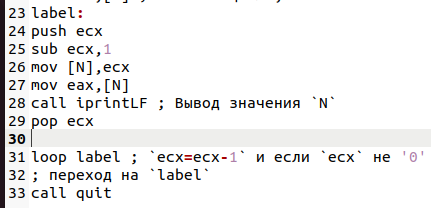 23 label:
24 push ecx
25 sub ecx,1
26 mov [N],ecx
27 mov eax,[N]
28 call iprintLF ; Вывод значения `N`
29 pop ecx
30
31 loop label ; `ecx=ecx-1` и если `ecx` не '0'
32 ; переход на `label`
33 call quit